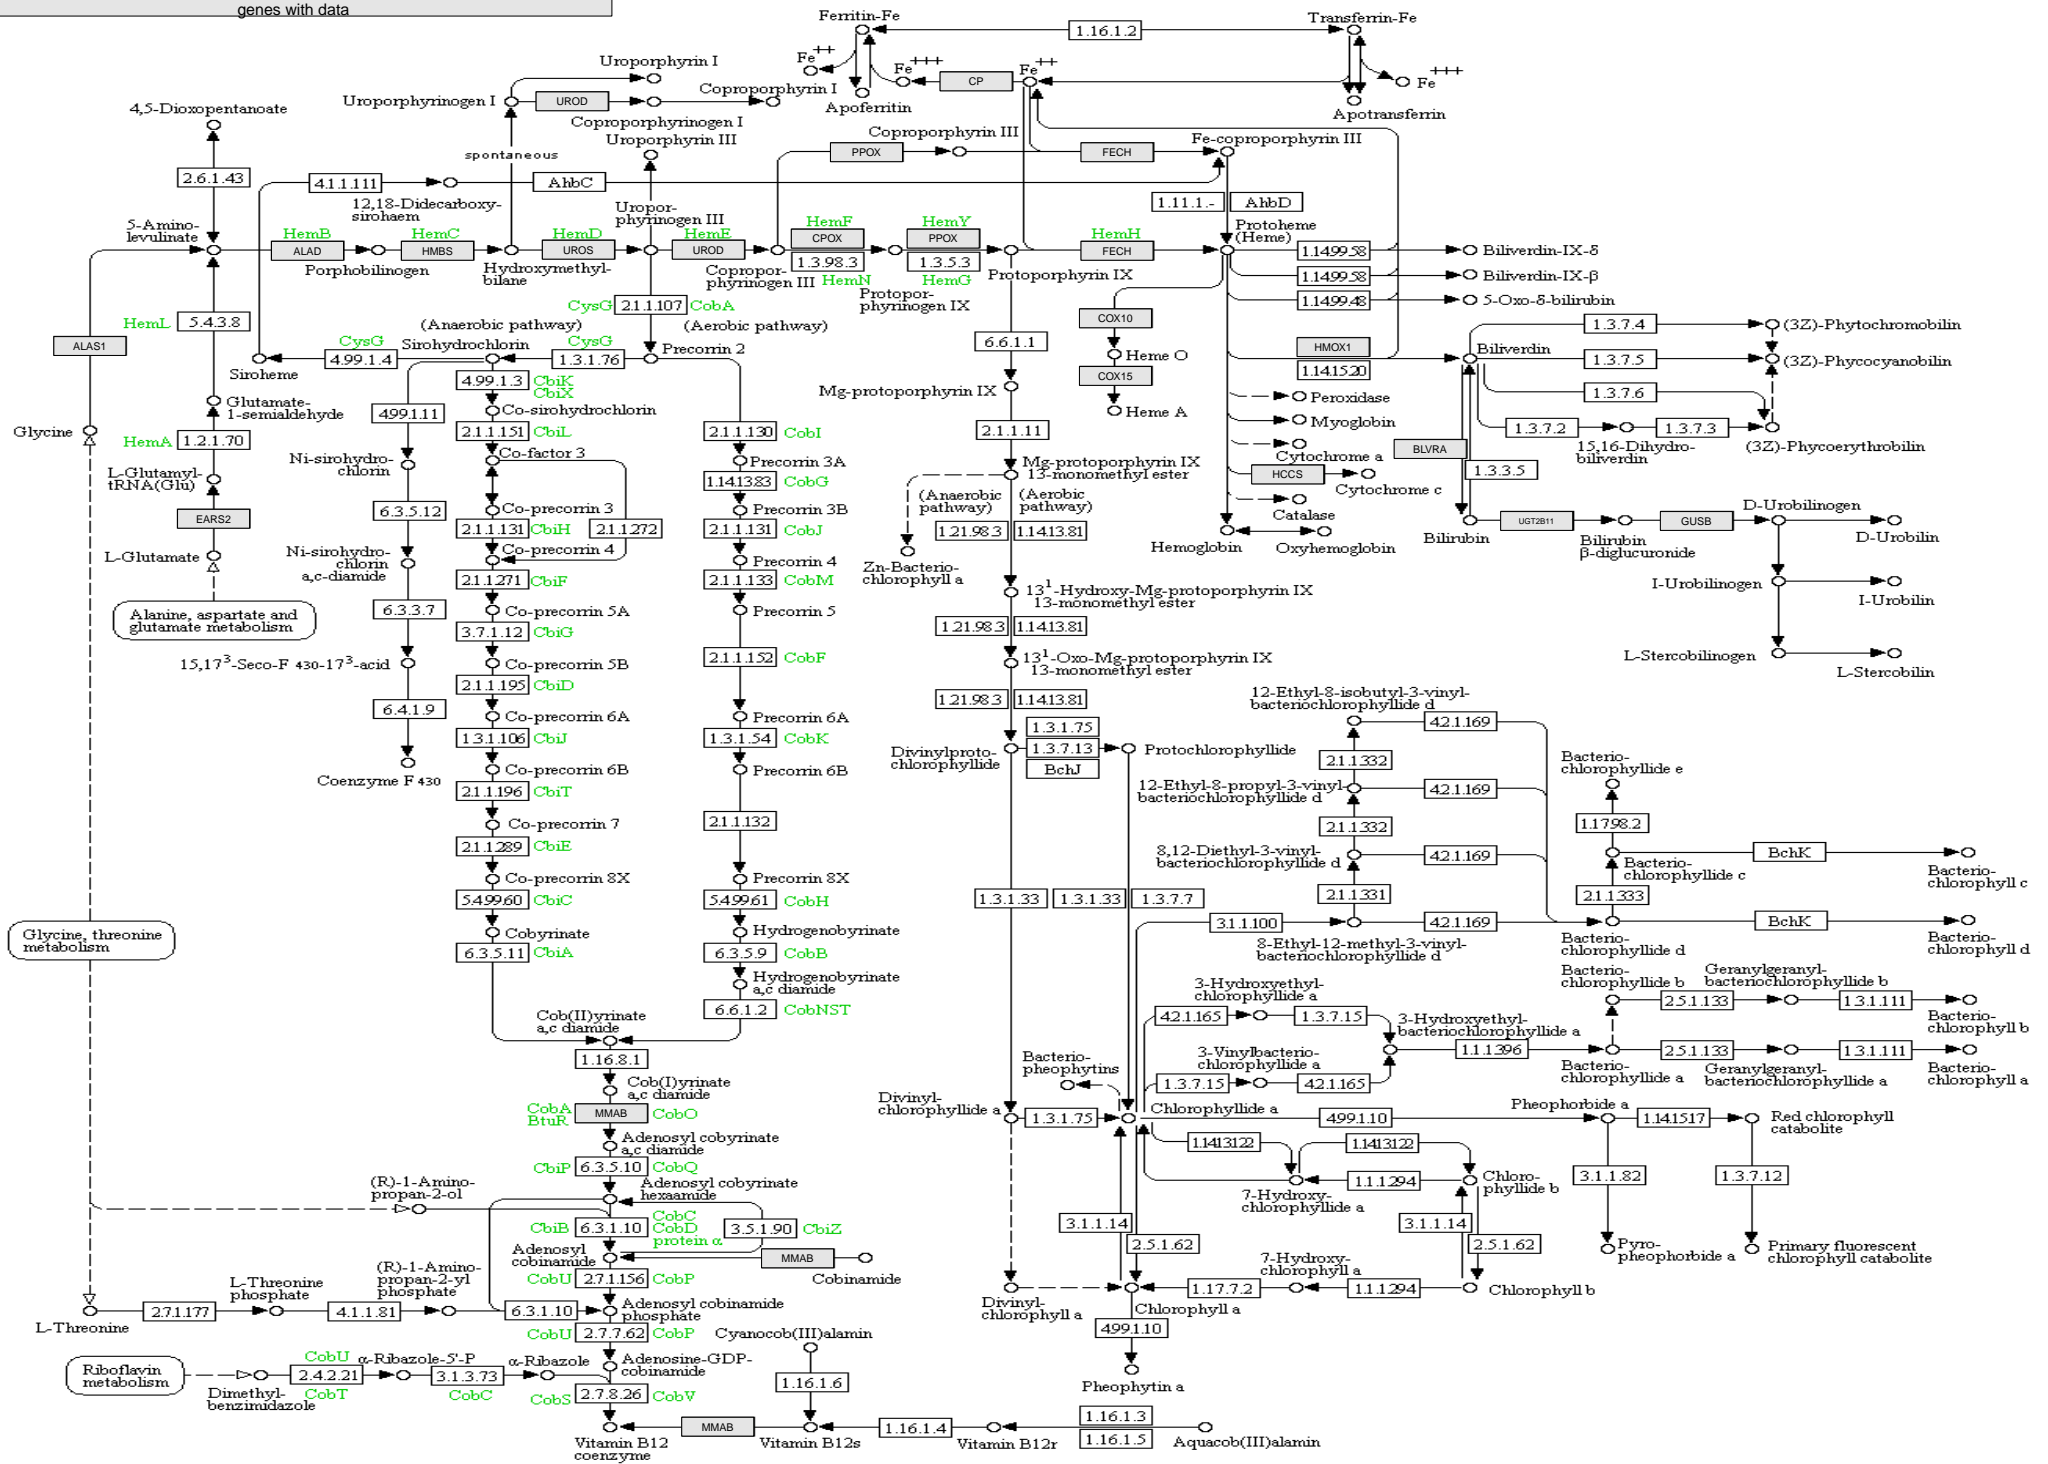 genes with data
Ferritin-Fe
1.16.1.2
Transferrin-Fe
Fe++
Fe+++
CP
Fe++
Fe+++
Apoferritin
Apotransferrin
Uroporphyrin I
Uroporphyrinogen I
UROD
Coproporphyrin I
Coproporphyrinogen I
4,5-Dioxopentanoate
spontaneous
Uroporphyrin III
Coproporphyrin III
Fe-coproporphyrin III
PPOX
FECH
2.6.1.43
4.1.1.111
AhbC
12,18-Didecarboxy-
sirohaem
1.11.1.-
AhbD
5-Amino-
levulinate
Uropor-
phyrinogen III
HemB
HemC
HemD
HemE
HemF
HemY
HemH
Protoheme
(Heme)
ALAD
HMBS
UROS
UROD
CPOX
PPOX
FECH
1.3.98.3
1.3.5.3
HemN
HemG
Porphobilinogen
Hydroxymethyl-
bilane
Copropor-
phyrinogen III
Protopor-
phyrinogen IX
Protoporphyrin IX
1.14.99.58
Biliverdin-IX-δ
1.14.99.58
Biliverdin-IX-β
1.14.99.48
5-Oxo-δ-bilirubin
CysG
2.1.1.107
CobA
HemL
5.4.3.8
ALAS1
(Anaerobic pathway)
(Aerobic pathway)
CysG
Sirohydrochlorin
CysG
Precorrin 2
4.99.1.4
1.3.1.76
Siroheme
6.6.1.1
COX10
Heme O
COX15
Heme A
HMOX1
1.14.15.20
Biliverdin
1.3.7.4
(3Z)-Phytochromobilin
1.3.7.5
(3Z)-Phycocyanobilin
1.3.7.6
1.3.7.2
1.3.7.3
15,16-Dihydro-
biliverdin
(3Z)-Phycoerythrobilin
4.99.1.3
CbiK
CbiX
Mg-protoporphyrin IX
Peroxidase
Myoglobin
Cytochrome a
HCCS
Cytochrome c
Catalase
BLVRA
1.3.3.5
Glutamate-
1-semialdehyde
4.99.1.11
Co-sirohydrochlorin
Glycine
HemA
1.2.1.70
2.1.1.151
CbiL
2.1.1.130
CobI
2.1.1.11
Ni-sirohydro-
chlorin
Co-factor 3
Precorrin 3A
Mg-protoporphyrin IX
13-monomethyl ester
L-Glutamyl-
tRNA(Glu)
1.14.13.83
CobG
(Anaerobic
pathway)
(Aerobic
pathway)
EARS2
6.3.5.12
Co-precorrin 3
Precorrin 3B
2.1.1.131
CbiH
2.1.1.272
2.1.1.131
CobJ
1.21.98.3
1.14.13.81
Hemoglobin
Oxyhemoglobin
Bilirubin
UGT2B11
Bilirubin
β-diglucuronide
GUSB
D-Urobilinogen
D-Urobilin
L-Glutamate
Ni-sirohydro-
chlorin
a,c-diamide
Co-precorrin 4
Precorrin 4
Zn-Bacterio-
chlorophyll a
2.1.1.271
CbiF
2.1.1.133
CobM
13¹-Hydroxy-Mg-protoporphyrin IX
13-monomethyl ester
I-Urobilinogen
I-Urobilin
Alanine, aspartate and
glutamate metabolism
6.3.3.7
Co-precorrin 5A
Precorrin 5
3.7.1.12
CbiG
1.21.98.3
1.14.13.81
15,17³-Seco-F 430-17³-acid
Co-precorrin 5B
2.1.1.152
CobF
13¹-Oxo-Mg-protoporphyrin IX
13-monomethyl ester
L-Stercobilinogen
L-Stercobilin
2.1.1.195
CbiD
1.21.98.3
1.14.13.81
6.4.1.9
Co-precorrin 6A
Precorrin 6A
12-Ethyl-8-isobutyl-3-vinyl-
bacteriochlorophyllide d
4.2.1.169
1.3.1.106
CbiJ
1.3.1.54
CobK
Divinylproto-
chlorophyllide
1.3.1.75
1.3.7.13
BchJ
Protochlorophyllide
2.1.1.332
Bacterio-
chlorophyllide e
Coenzyme F 430
Co-precorrin 6B
Precorrin 6B
12-Ethyl-8-propyl-3-vinyl-
bacteriochlorophyllide d
4.2.1.169
2.1.1.196
CbiT
2.1.1.132
2.1.1.332
1.17.98.2
Co-precorrin 7
2.1.1.289
CbiE
8,12-Diethyl-3-vinyl-
bacteriochlorophyllide d
4.2.1.169
Bacterio-
chlorophyllide c
BchK
Bacterio-
chlorophyll c
Co-precorrin 8X
Precorrin 8X
5.4.99.60
CbiC
5.4.99.61
CobH
1.3.1.33
1.3.1.33
1.3.7.7
2.1.1.331
2.1.1.333
3.1.1.100
4.2.1.169
BchK
8-Ethyl-12-methyl-3-vinyl-
bacteriochlorophyllide d
Bacterio-
chlorophyllide d
Bacterio-
chlorophyll d
Glycine, threonine
metabolism
Cobyrinate
Hydrogenobyrinate
6.3.5.11
CbiA
6.3.5.9
CobB
Hydrogenobyrinate
a,c diamide
6.6.1.2
CobNST
3-Hydroxyethyl-
chlorophyllide a
Bacterio-
chlorophyllide b
Geranylgeranyl-
bacteriochlorophyllide b
4.2.1.165
1.3.7.15
2.5.1.133
1.3.1.111
Bacterio-
chlorophyll b
Cob(II)yrinate
a,c diamide
1.16.8.1
3-Hydroxyethyl-
bacteriochlorophyllide a
1.1.1.396
2.5.1.133
1.3.1.111
3-Vinylbacterio-
chlorophyllide a
Bacterio-
chlorophyllide a
Geranylgeranyl-
bacteriochlorophyllide a
Bacterio-
chlorophyll a
Bacterio-
pheophytins
1.3.7.15
4.2.1.165
Cob(I)yrinate
a,c diamide
CobA
BtuR
MMAB
CobO
Divinyl-
chlorophyllide a
1.3.1.75
Chlorophyllide a
4.99.1.10
Pheophorbide a
1.14.15.17
Red chlorophyll
catabolite
Adenosyl cobyrinate
a,c diamide
1.14.13.122
1.14.13.122
CbiP
6.3.5.10
CobQ
1.1.1.294
Chloro-
phyllide b
3.1.1.82
1.3.7.12
(R)-1-Amino-
propan-2-ol
Adenosyl cobyrinate
hexaamide
7-Hydroxy-
chlorophyllide a
CbiB
6.3.1.10
CobC
CobD
protein α
3.5.1.90
CbiZ
3.1.1.14
2.5.1.62
3.1.1.14
2.5.1.62
Adenosyl
cobinamide
MMAB
Cobinamide
Pyro-
pheophorbide a
Primary fluorescent
chlorophyll catabolite
CobU
2.7.1.156
CobP
7-Hydroxy-
chlorophyll a
1.17.7.2
1.1.1.294
Chlorophyll b
L-Threonine
phosphate
(R)-1-Amino-
propan-2-yl
phosphate
L-Threonine
2.7.1.177
4.1.1.81
6.3.1.10
Adenosyl cobinamide
phosphate
Divinyl-
chlorophyll a
Chlorophyll a
CobU
2.7.7.62
CobP
Cyanocob(III)alamin
4.99.1.10
Riboflavin
metabolism
CobU
α-Ribazole-5'-P
α-Ribazole
Adenosine-GDP-
cobinamide
2.4.2.21
3.1.3.73
1.16.1.6
Dimethyl-
benzimidazole
CobT
CobC
CobS
2.7.8.26
CobV
Pheophytin a
MMAB
1.16.1.4
1.16.1.3
1.16.1.5
Vitamin B12
coenzyme
Vitamin B12s
Vitamin B12r
Aquacob(III)alamin